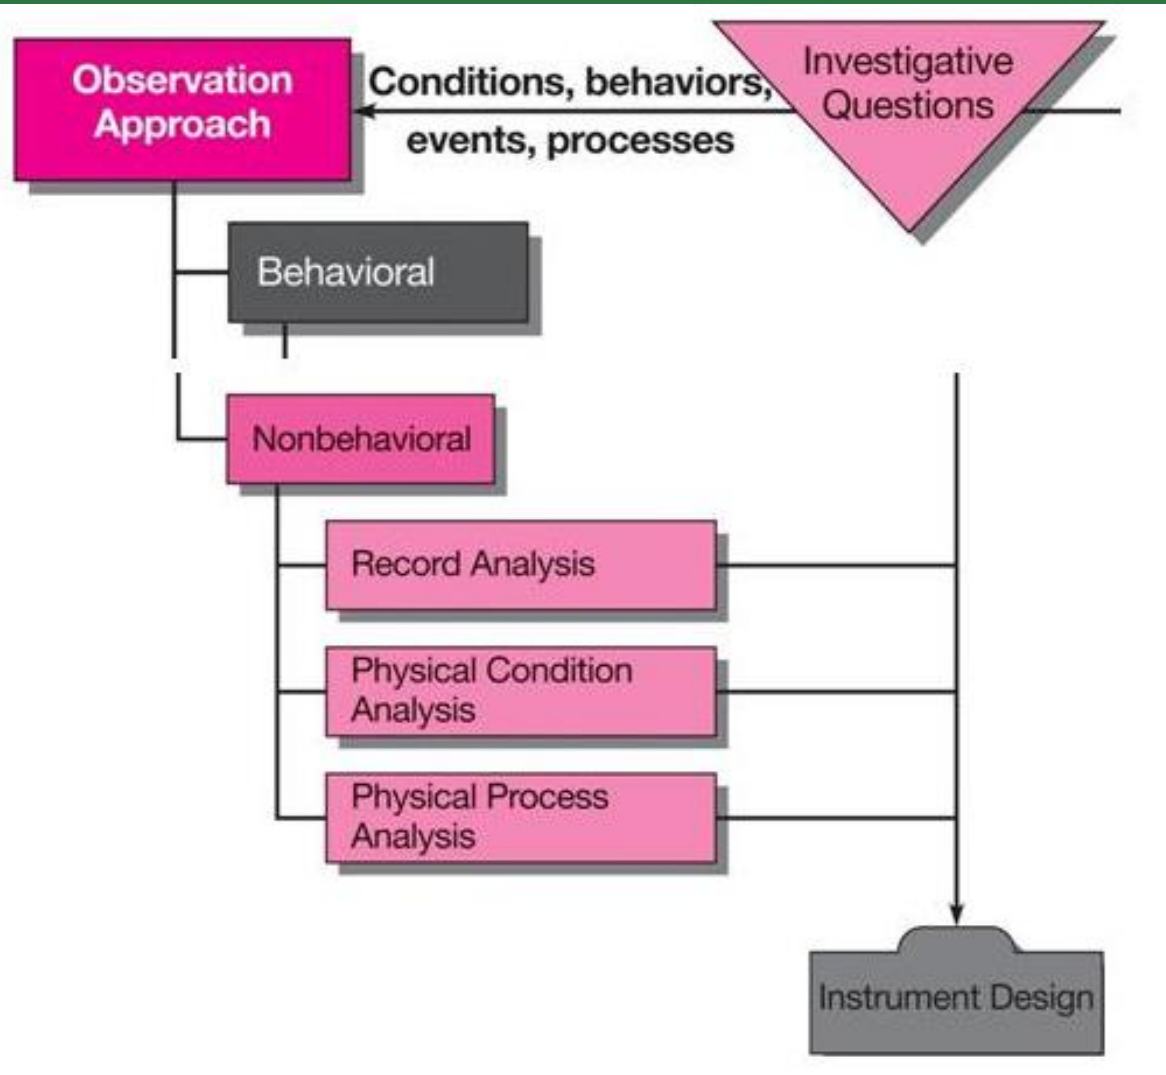 Observation
Approach
Conditions, behaviors,
events, processes
Investigative
Questions
Behavioral
Nonbehavioral
Record Analysis
Physical Condition
Analysis
Physical Process
Analysis
Instrument Design